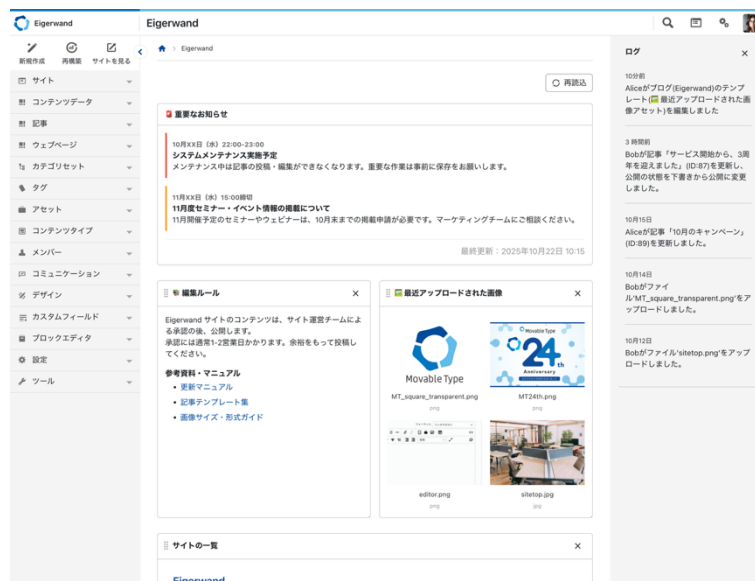 Eigerwand
Eigerwand
新規作成
再構築
サイトを見る
Eigerwand
サイト
コンテンツデータ
記事
ウェブページ
カテゴリセット
タグ
アセット
コンテンツタイプ
メンバー
コミュニケーション
デザイン
カスタムフィールド
ブロックエディタ
設定
ツール
再読込
重要なお知らせ
10月XX日（水）22:00-23:00
システムメンテナンス実施予定
メンテナンス中は記事の投稿・編集ができなくなります。重要な作業は事前に保存をお願いします。
11月XX日（水）15:00締切
11月度セミナー・イベント情報の掲載について
11月開催予定のセミナーやウェビナーは、10月末までの掲載申請が必要です。マーケティングチームにご相談ください。
最終更新：2025年10月22日 10:15
編集ルール
Eigerwand サイトのコンテンツは、サイト運営チームによ
る承認の後、公開します。
承認には通常1-2営業日かかります。余裕をもって投稿し
てください。
参考資料・マニュアル
更新マニュアル
記事テンプレート集
画像サイズ・形式ガイド
最近アップロードされた画像
Movable Type
MT_square_transparent.png
png
Movable Type
24th
Anniversary
MT24th.png
png
editor.png
png
sitetop.jpg
jpg
サイトの一覧
Eigerwand
ログ
10分前
Aliceがブログ(Eigerwand)のテンプ
レート(最近アップロードされた画
像アセット)を編集しました
3 時間前
Bobが記事「サービス開始から、3周
年を迎えました」(ID:87)を更新し、
公開の状態を下書きから公開に変更
しました。
10月15日
Aliceが記事「10月のキャンペーン」
(ID:89)を更新しました。
10月14日
Bobがファイ
ル'MT_square_transparent.png'をア
ップロードしました。
10月12日
Bobがファイル'sitetop.png'をアップ
ロードしました。